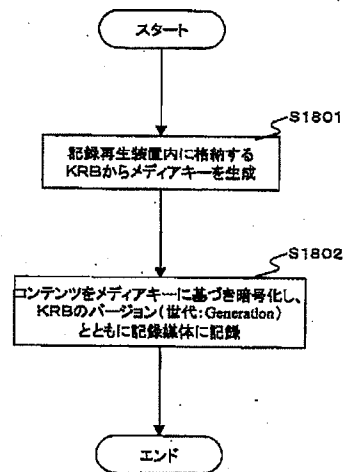 スタート
S1801
記録再生装置内に格納する
KRBからメディアキーを生成
S1802
コンテンツをメディアキーに基づき暗号化し、
KRBのバージョン(世代:Generation)
とともに記録媒体に記録
エンド